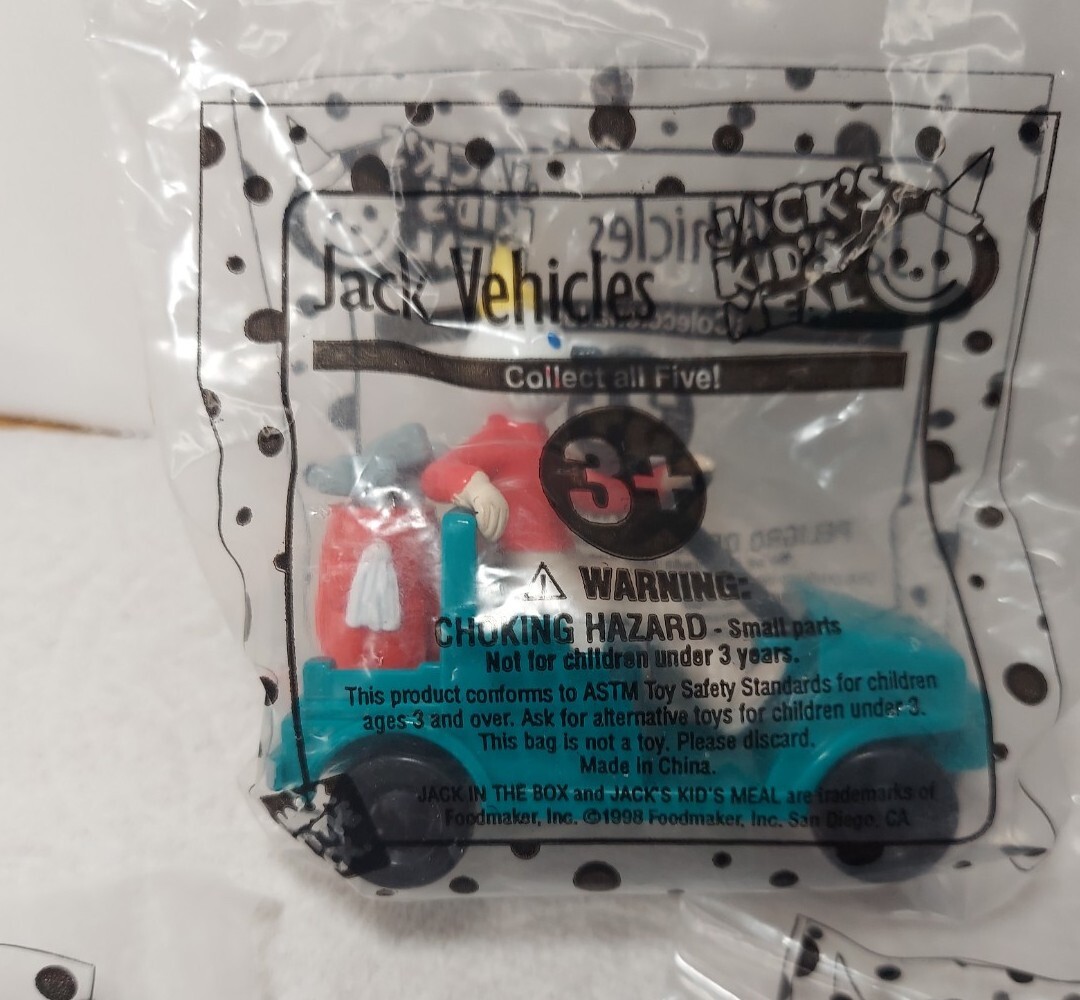 JACK'S
KID'S
MEAL
Jack Vehicles
Collect all Five!
3+
WARNING:
CHOKING HAZARD - Small parts
Not for children under 3 years.
This product conforms to ASTM Toy Safety Standards for children
ages 3 and over. Ask for alternative toys for children under 3.
This bag is not a toy. Please discard.
Made in China.
JACK IN THE BOX and JACK'S KID'S MEAL are trademarks of
Foodmaker, Inc. ©1998 Foodmaker, Inc. San Diego, CA